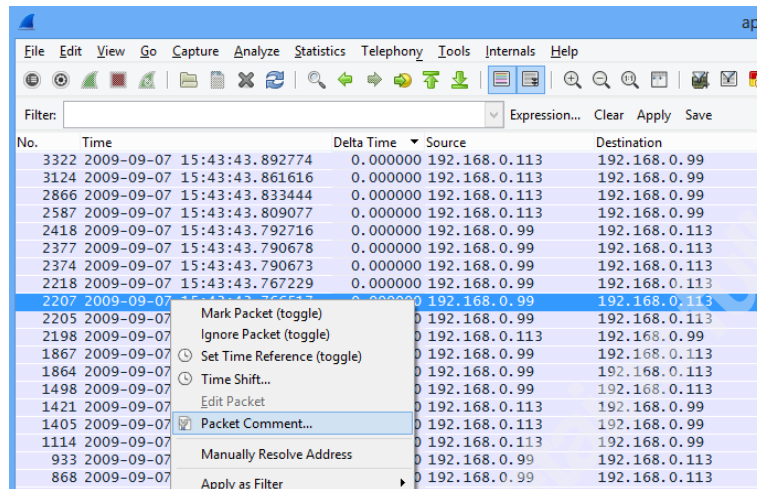 ap
File Edit View Go Capture Analyze Statistics Telephony Tools Internals Help
Filter: Expression... Clear Apply Save
No. Time Delta Time Source Destination
3322 2009-09-07 15:43:43.892774 0.000000 192.168.0.113 192.168.0.99
3124 2009-09-07 15:43:43.861616 0.000000 192.168.0.113 192.168.0.99
2866 2009-09-07 15:43:43.833444 0.000000 192.168.0.113 192.168.0.99
2587 2009-09-07 15:43:43.809077 0.000000 192.168.0.113 192.168.0.99
2418 2009-09-07 15:43:43.792716 0.000000 192.168.0.99 192.168.0.113
2377 2009-09-07 15:43:43.790678 0.000000 192.168.0.99 192.168.0.113
2374 2009-09-07 15:43:43.790673 0.000000 192.168.0.99 192.168.0.113
2218 2009-09-07 15:43:43.767229 0.000000 192.168.0.99 192.168.0.113
2207 2009-09-07 15:43:43.766517 0.000000 192.168.0.99 192.168.0.113
2205 2009-09-07 0 192.168.0.99 192.168.0.113
2198 2009-09-07 0 192.168.0.113 192.168.0.99
1867 2009-09-07 0 192.168.0.99 192.168.0.113
1864 2009-09-07 0 192.168.0.99 192.168.0.113
1498 2009-09-07 0 192.168.0.99 192.168.0.113
1421 2009-09-07 0 192.168.0.113 192.168.0.99
1405 2009-09-07 0 192.168.0.113 192.168.0.99
1114 2009-09-07 0 192.168.0.113 192.168.0.99
933 2009-09-07 0 192.168.0.99 192.168.0.113
868 2009-09-07 0 192.168.0.99 192.168.0.113
Mark Packet (toggle)
Ignore Packet (toggle)
Set Time Reference (toggle)
Time Shift...
Edit Packet
Packet Comment...
Manually Resolve Address
Apply as Filter